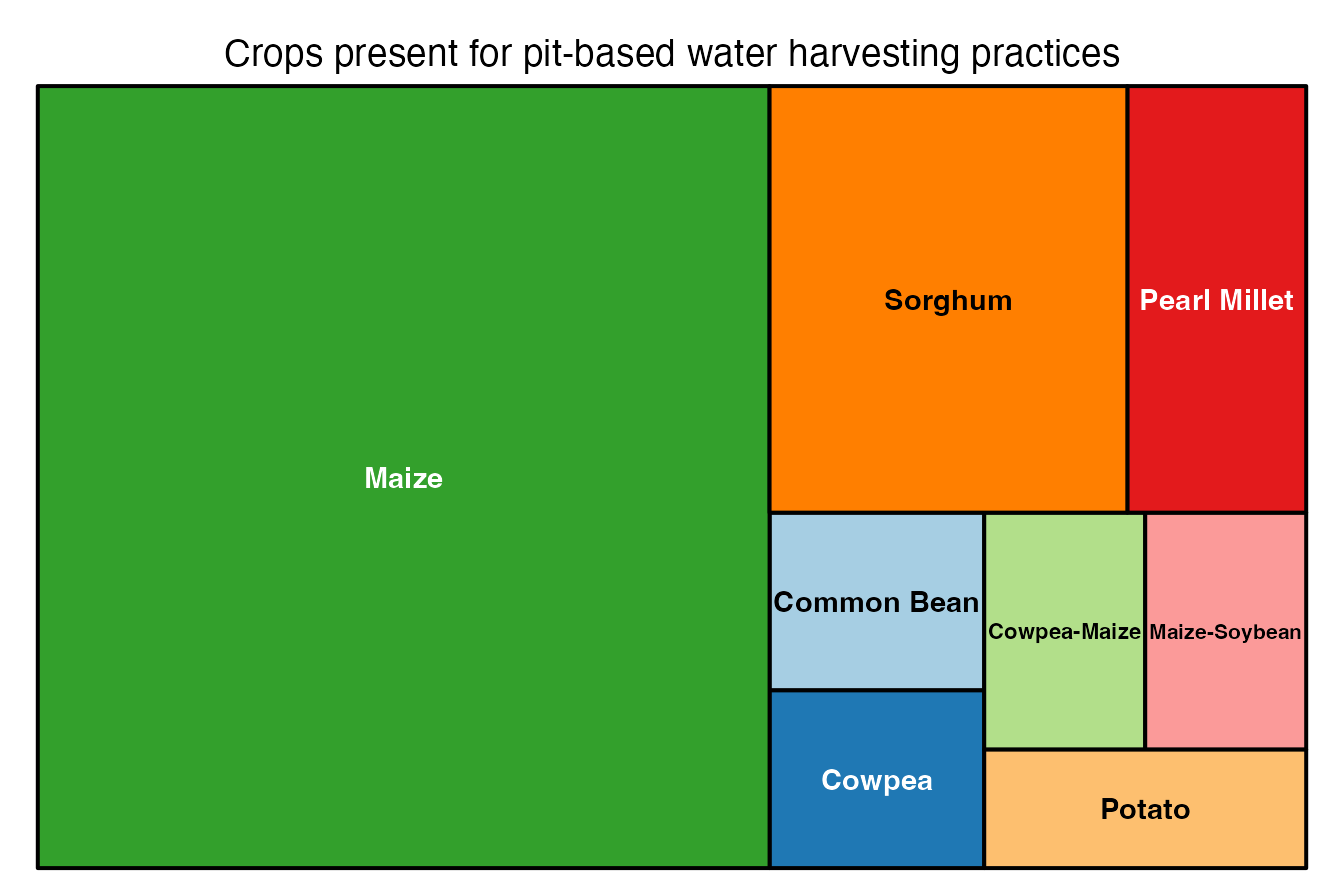 Crops present for pit-based water harvesting practices
Maize
Sorghum
Pearl Millet
Common Bean
Cowpea-Maize
Maize-Soybean
Cowpea
Potato